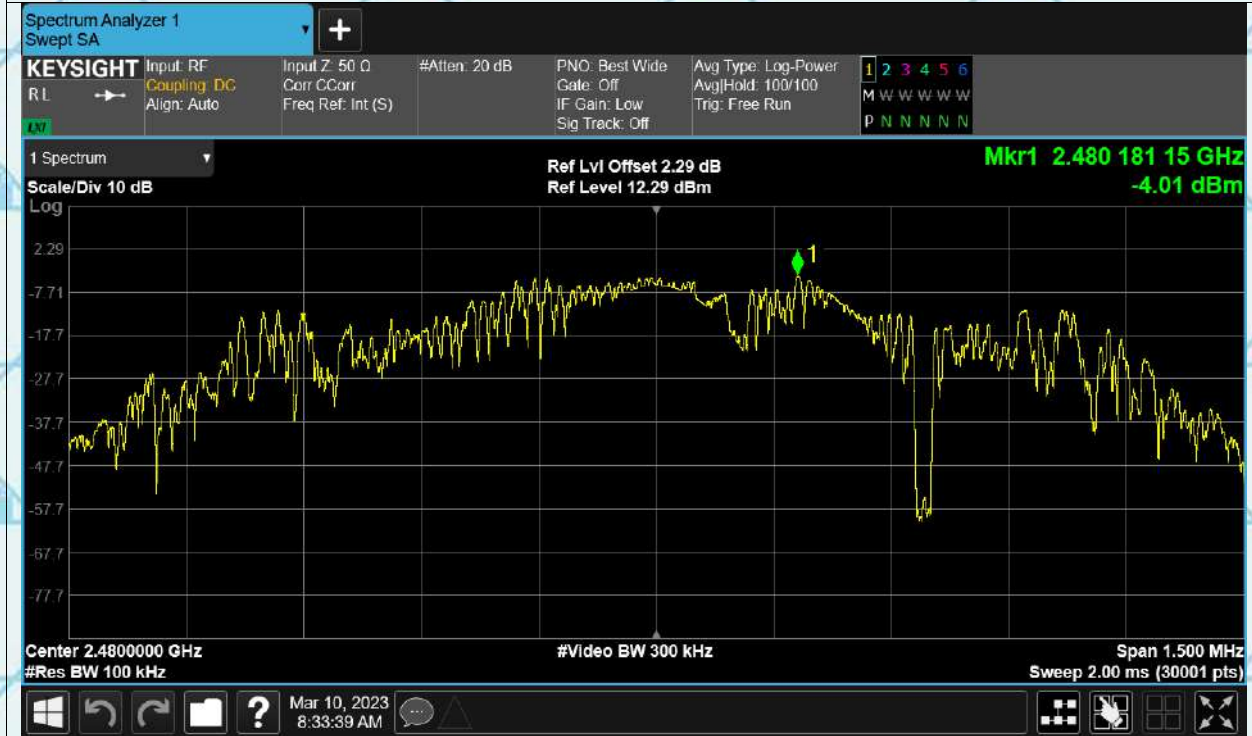 Spectrum Analyzer 1
Swept SA
+
KEYSIGHT
RL
LXI
Input: RF
Coupling: DC
Align: Auto
Input Z: 50 Ω
Corr CCorr
Freq Ref: Int (S)
#Atten: 20 dB
PNO: Best Wide
Gate: Off
IF Gain: Low
Sig Track: Off
Avg Type: Log-Power
Avg|Hold: 100/100
Trig: Free Run
1 2 3 4 5 6
M W W W W W
P N N N N N
1 Spectrum
Scale/Div 10 dB
Log
Ref Lvl Offset 2.29 dB
Ref Level 12.29 dBm
Mkr1 2.480 181 15 GHz
-4.01 dBm
1
2.29
-7.71
-17.7
-27.7
-37.7
-47.7
-57.7
-67.7
-77.7
Center 2.4800000 GHz
#Res BW 100 kHz
#Video BW 300 kHz
Span 1.500 MHz
Sweep 2.00 ms (30001 pts)
?
Mar 10, 2023
8:33:39 AM